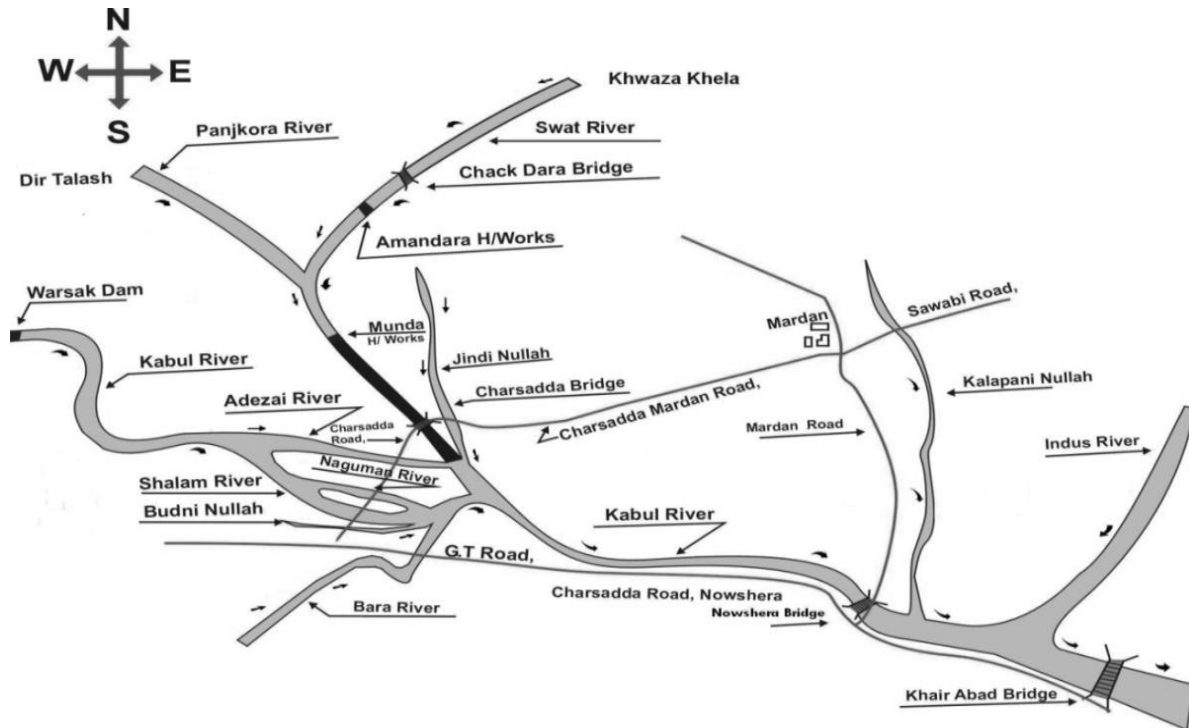 N
W E
S
Khwaza Khela
Panjkora River
Swat River
Dir Talash
Chack Dara Bridge
Amandara H/Works
Warsak Dam
Munda
H/ Works
Mardan
Sawabi Road,
Kabul River
Jindi Nullah
Kalapani Nullah
Adezai River
Charsadda Bridge
Charsadda
Road,
Charsadda Mardan Road,
Mardan Road
Indus River
Naguman River
Shalam River
Budni Nullah
Kabul River
G.T Road,
Charsadda Road, Nowshera
Bara River
Nowshera Bridge
Khair Abad Bridge